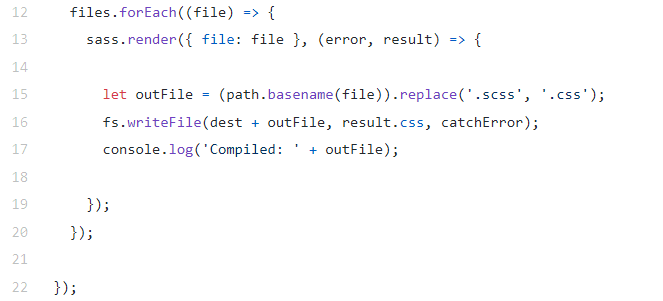 12 files.forEach((file) => {
13 sass.render({ file: file }, (error, result) => {
14
15 let outFile = (path.basename(file)).replace('.scss', '.css');
16 fs.writeFile(dest + outFile, result.css, catchError);
17 console.log('Compiled: ' + outFile);
18
19 });
20 });
21
22 });